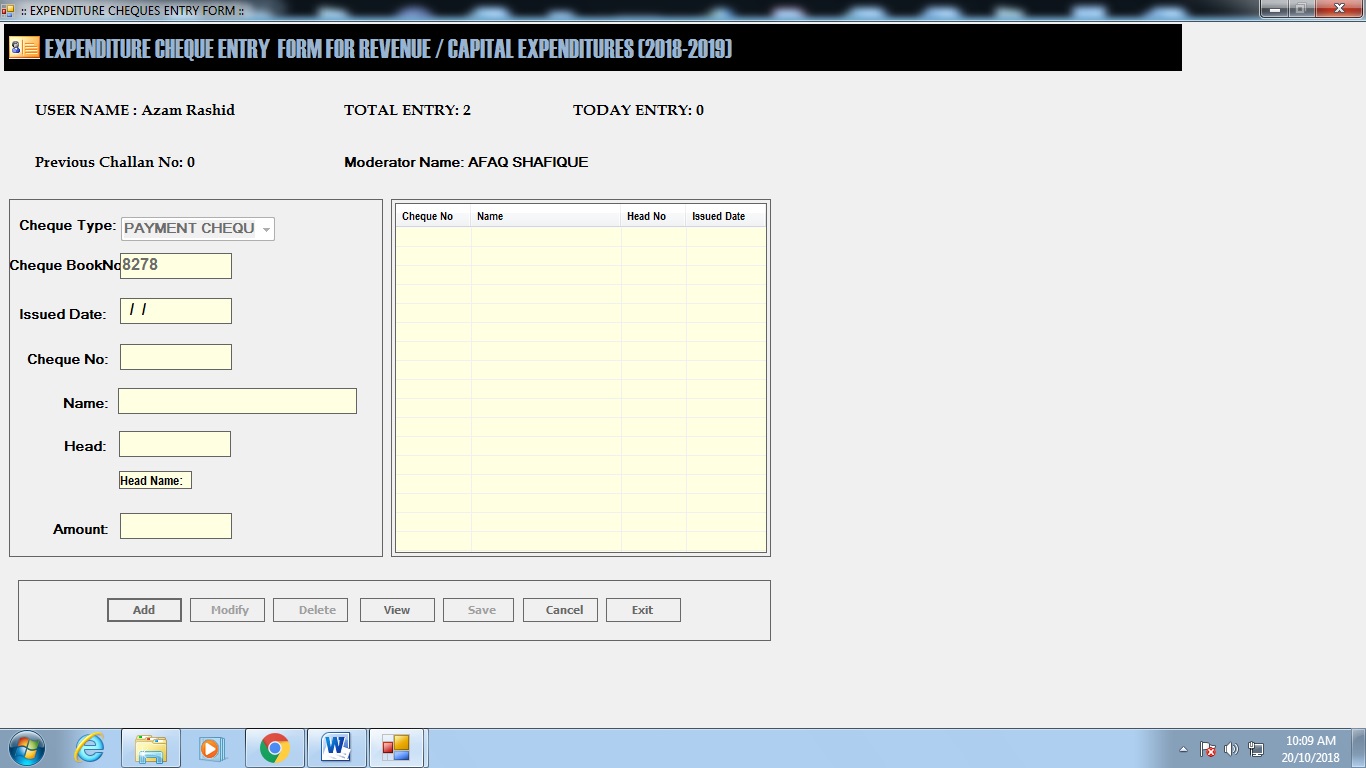 :: EXPENDITURE CHEQUES ENTRY FORM ::
EXPENDITURE CHEQUE ENTRY FORM FOR REVENUE / CAPITAL EXPENDITURES (2018-2019)
USER NAME : Azam Rashid TOTAL ENTRY: 2 TODAY ENTRY: 0
Previous Challan No: 0 Moderator Name: AFAQ SHAFIQUE
Cheque Type: PAYMENT CHEQU
Cheque BookNo 8278
Issued Date: / /
Cheque No:
Name:
Head:
Head Name:
Amount:
Cheque No Name Head No Issued Date
Add Modify Delete View Save Cancel Exit
10:09 AM
20/10/2018